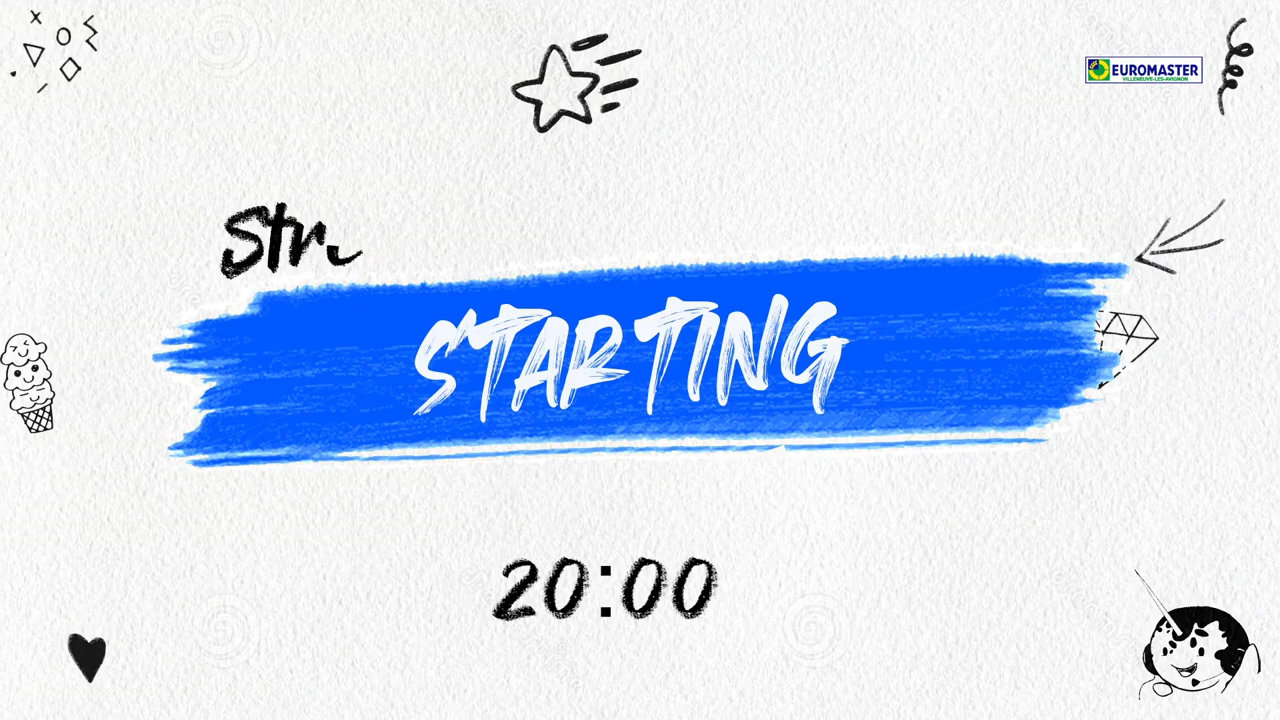 EUROMASTER
VILLENEUVE-LES-AVIGNON
Str
STARTING
20:00